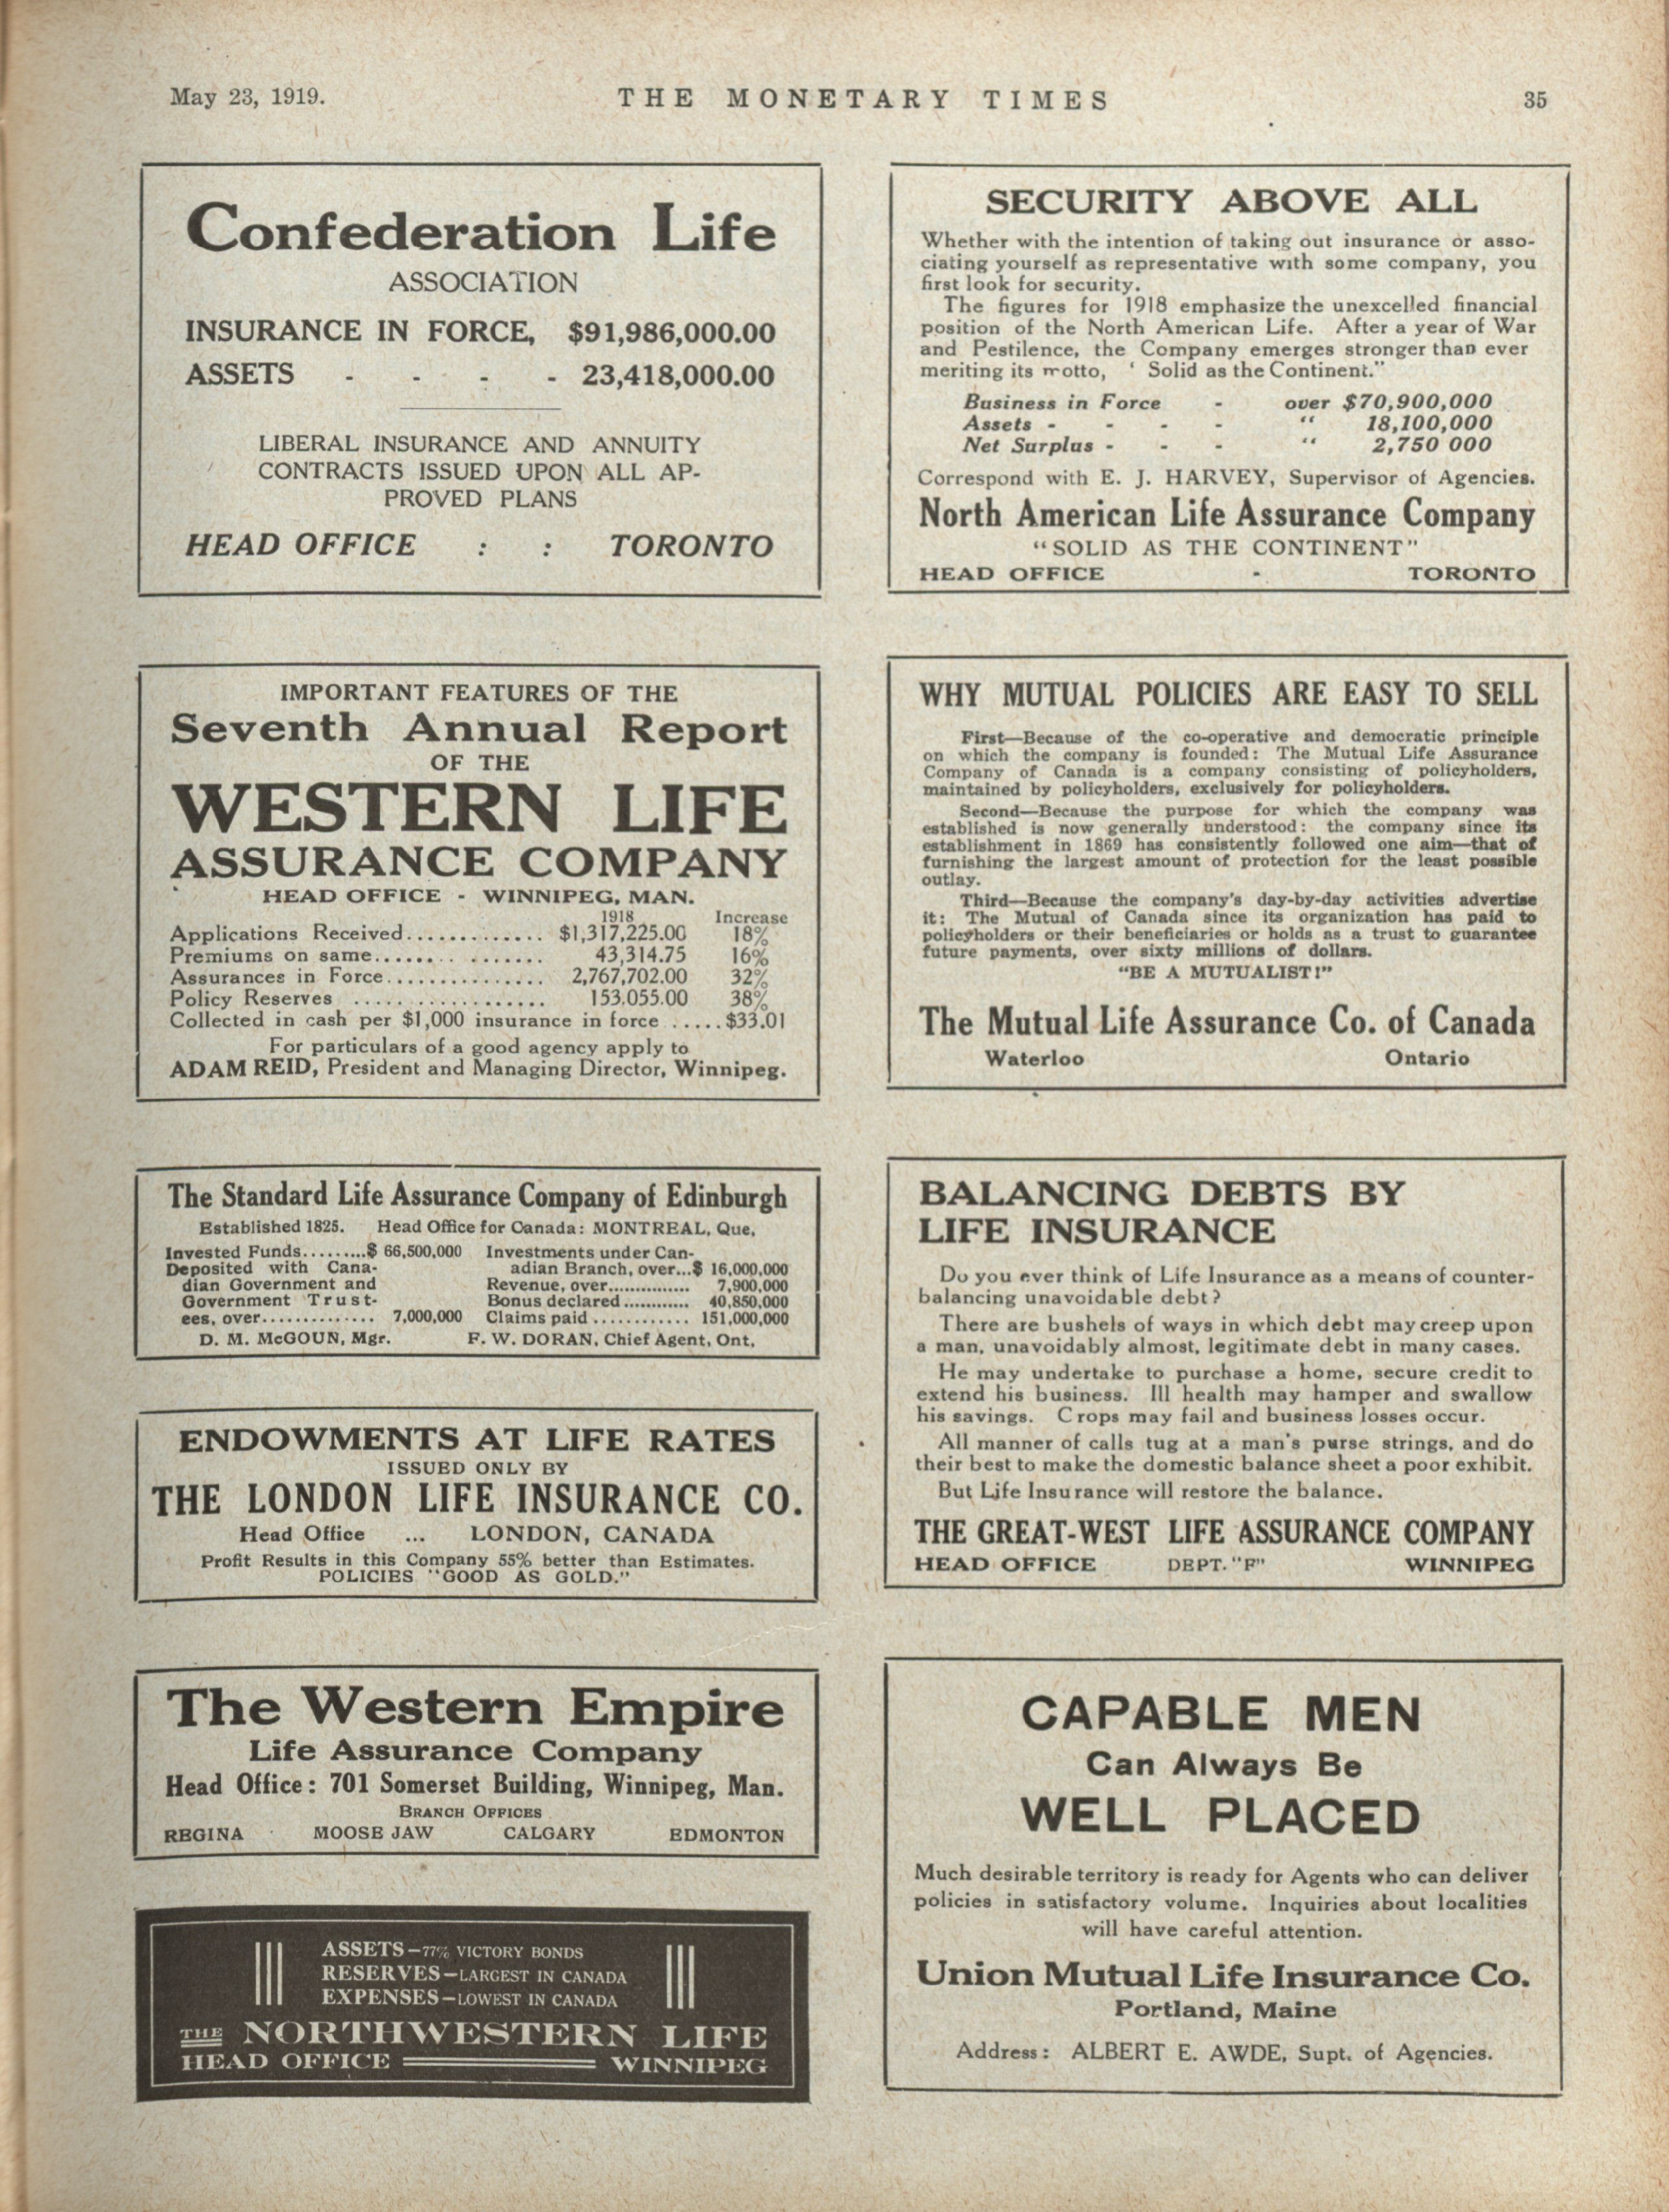 May 23, 1919.
THE MONETARY TIMES
35
Confederation Life
ASSOCIATION
INSURANCE IN FORCE, $91,986,000.00
ASSETS - - - - 23,418,000.00
LIBERAL INSURANCE AND ANNUITY
CONTRACTS ISSUED UPON ALL AP-
PROVED PLANS
HEAD OFFICE : : TORONTO
IMPORTANT FEATURES OF THE
Seventh Annual Report
OF THE
WESTERN LIFE
ASSURANCE COMPANY
HEAD OFFICE - WINNIPEG, MAN.
1918 Increase
Applications Received............. $1,317,225.00 18%
Premiums on same........ ....... 43,314.75 16%
Assurances in Force............... 2,767,702.00 32%
Policy Reserves .................. 153.055.00 38%
Collected in cash per $1,000 insurance in force .....$33.01
For particulars of a good agency apply to
ADAM REID, President and Managing Director, Winnipeg.
The Standard Life Assurance Company of Edinburgh
Established 1825. Head Office for Canada: MONTREAL, Que,
Invested Funds.........$ 66,500,000
Deposited with Cana-
dian Government and
Government Trust-
ees, over............... 7,000,000
Investments under Can-
adian Branch, over...$ 16,000,000
Revenue, over............... 7,900,000
Bonus declared............ 40,850,000
Claims paid............ 151,000,000
D. M. McGOUN, Mgr. F. W. DORAN, Chief Agent, Ont,
ENDOWMENTS AT LIFE RATES
ISSUED ONLY BY
THE LONDON LIFE INSURANCE CO.
Head Office ... LONDON, CANADA
Profit Results in this Company 55% better than Estimates.
POLICIES "GOOD AS GOLD."
The Western Empire
Life Assurance Company
Head Office: 701 Somerset Building, Winnipeg, Man.
BRANCH OFFICES
REGINA MOOSE JAW CALGARY EDMONTON
ASSETS—77% VICTORY BONDS
RESERVES—LARGEST IN CANADA
EXPENSES—LOWEST IN CANADA
THE NORTHWESTERN LIFE
HEAD OFFICE WINNIPEG
SECURITY ABOVE ALL
Whether with the intention of taking out insurance or asso-
ciating yourself as representative with some company, you
first look for security.
The figures for 1918 emphasize the unexcelled financial
position of the North American Life. After a year of War
and Pestilence, the Company emerges stronger than ever
meriting its motto, ' Solid as the Continent."
Business in Force - over $70,900,000
Assets - - - - " 18,100,000
Net Surplus - - - " 2,750 000
Correspond with E. J. HARVEY, Supervisor of Agencies.
North American Life Assurance Company
"SOLID AS THE CONTINENT"
HEAD OFFICE - TORONTO
WHY MUTUAL POLICIES ARE EASY TO SELL
First—Because of the co-operative and democratic principle
on which the company is founded: The Mutual Life Assurance
Company of Canada is a company consisting of policyholders,
maintained by policyholders, exclusively for policyholders.
Second—Because the purpose for which the company was
established is now generally understood: the company since its
establishment in 1869 has consistently followed one aim—that of
furnishing the largest amount of protection for the least possible
outlay.
Third—Because the company's day-by-day activities advertise
it: The Mutual of Canada since its organization has paid to
policyholders or their beneficiaries or holds as a trust to guarantee
future payments, over sixty millions of dollars.
"BE A MUTUALIST!"
The Mutual Life Assurance Co. of Canada
Waterloo Ontario
BALANCING DEBTS BY
LIFE INSURANCE
Do you ever think of Life Insurance as a means of counter-
balancing unavoidable debt?
There are bushels of ways in which debt may creep upon
a man, unavoidably almost, legitimate debt in many cases.
He may undertake to purchase a home, secure credit to
extend his business. Ill health may hamper and swallow
his savings. Crops may fail and business losses occur.
All manner of calls tug at a man's purse strings, and do
their best to make the domestic balance sheet a poor exhibit.
But Life Insurance will restore the balance.
THE GREAT-WEST LIFE ASSURANCE COMPANY
HEAD OFFICE DEPT. "F" WINNIPEG
CAPABLE MEN
Can Always Be
WELL PLACED
Much desirable territory is ready for Agents who can deliver
policies in satisfactory volume. Inquiries about localities
will have careful attention.
Union Mutual Life Insurance Co.
Portland, Maine
Address: ALBERT E. AWDE, Supt. of Agencies.